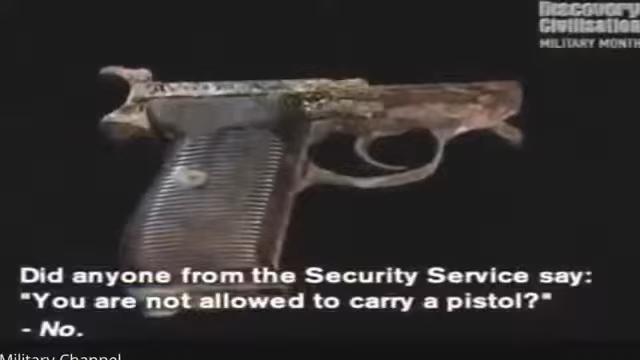 Discovery
Civilisation
MILITARY MONTH
Did anyone from the Security Service say:
"You are not allowed to carry a pistol?"
- No.
Military Channel